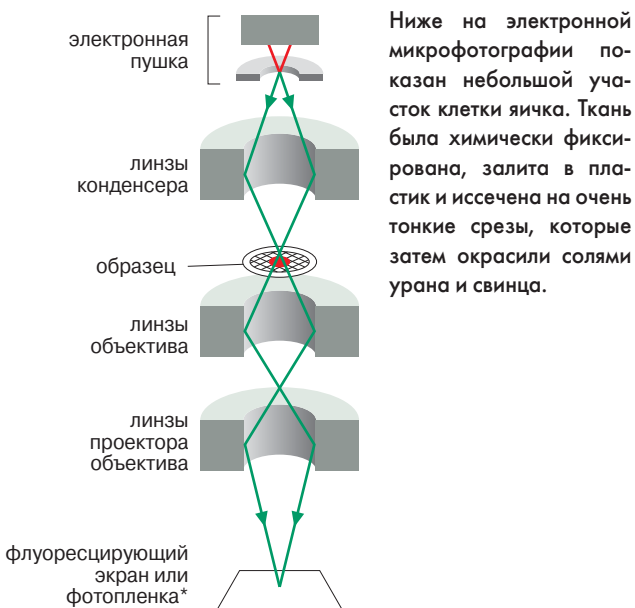 электронная
пушка
линзы
конденсера
образец
линзы
объектива
линзы
проектора
объектива
флуоресцирующий
экран или
фотопленка*
Ниже на электронной
микрофотографии по-
казан небольшой уча-
сток клетки яичка. Ткань
была химически фикси-
рована, залита в пла-
стик и иссечена на очень
тонкие срезы, которые
затем окрасили солями
урана и свинца.